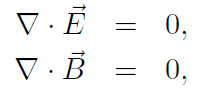 ∇ · E⃗ = 0,
∇ · B⃗ = 0,